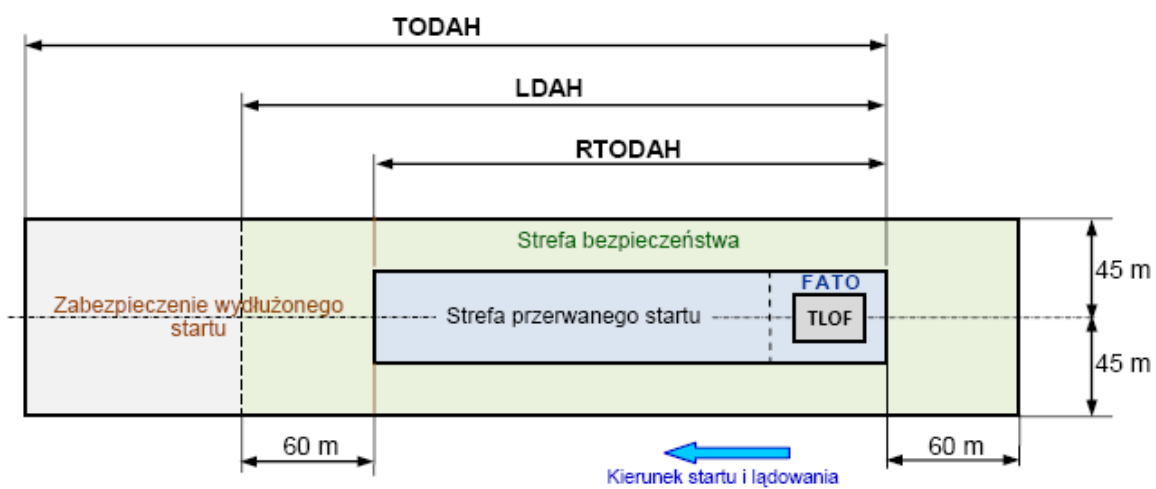 TODAH
LDAH
RTODAH
Strefa bezpieczeństwa
45 m
FATO
Zabezpieczenie wydłużonego
startu
Strefa przerwanego startu
TLOF
45 m
60 m
60 m
Kierunek startu i lądowania